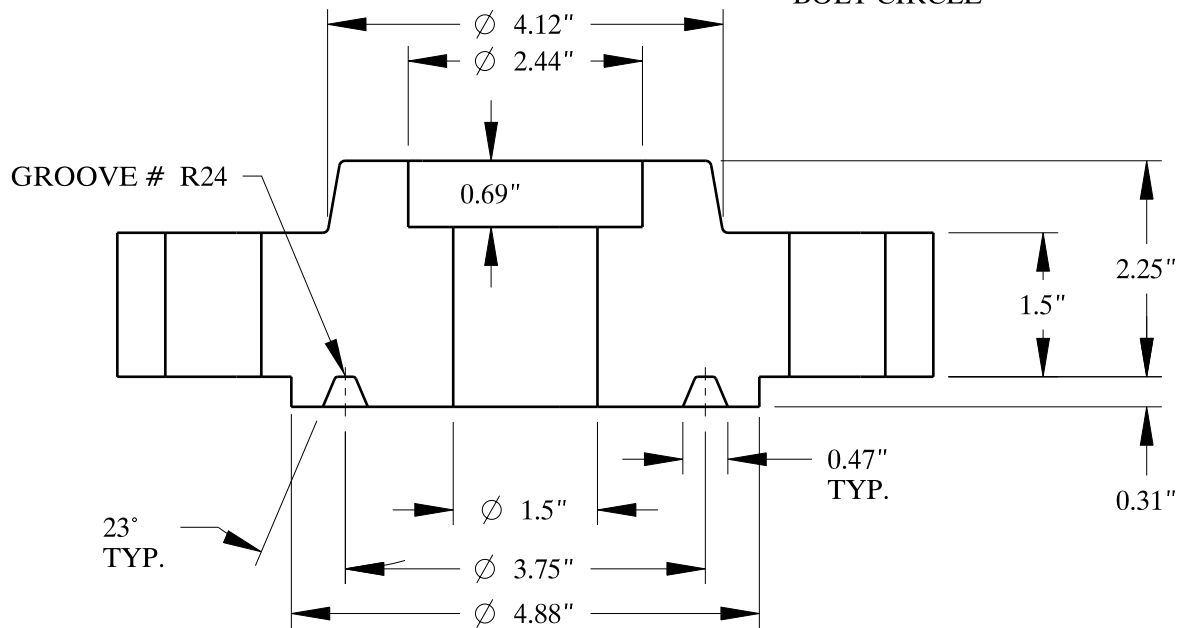 BOLT CIRCLE
∅ 4.12"
∅ 2.44"
GROOVE # R24
0.69"
2.25"
1.5"
0.47"
TYP.
0.31"
∅ 1.5"
23°
TYP.
∅ 3.75"
∅ 4.88"